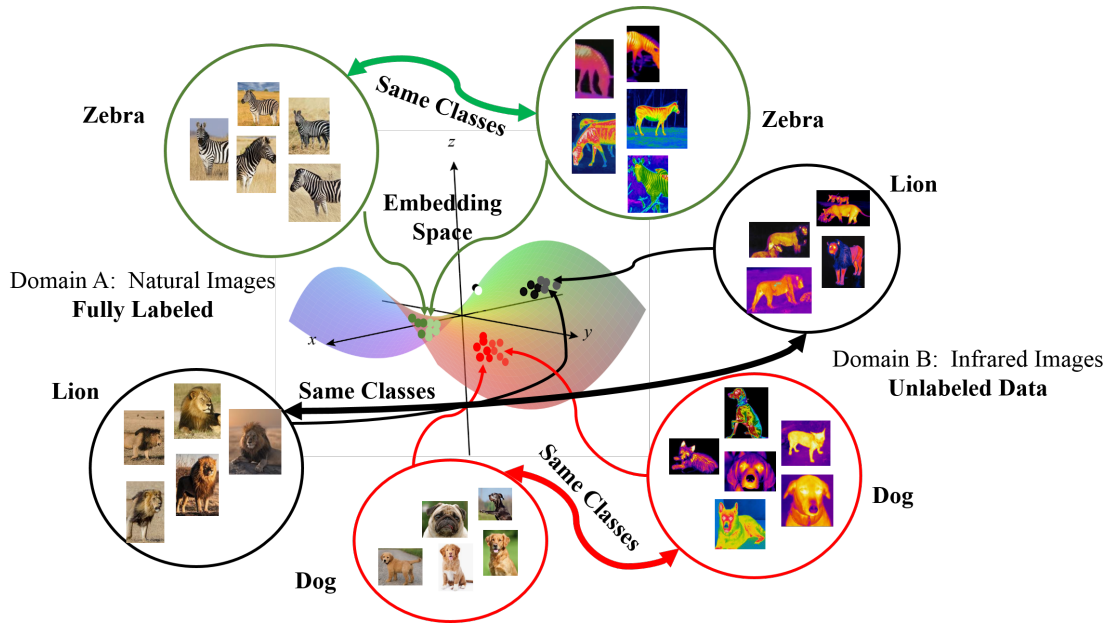 Zebra
Same Classes
Zebra
z
Embedding
Space
Lion
Domain A:  Natural Images
Fully Labeled
x
y
Domain B:  Infrared Images
Unlabeled Data
Lion
Same Classes
Same Classes
Dog
Dog